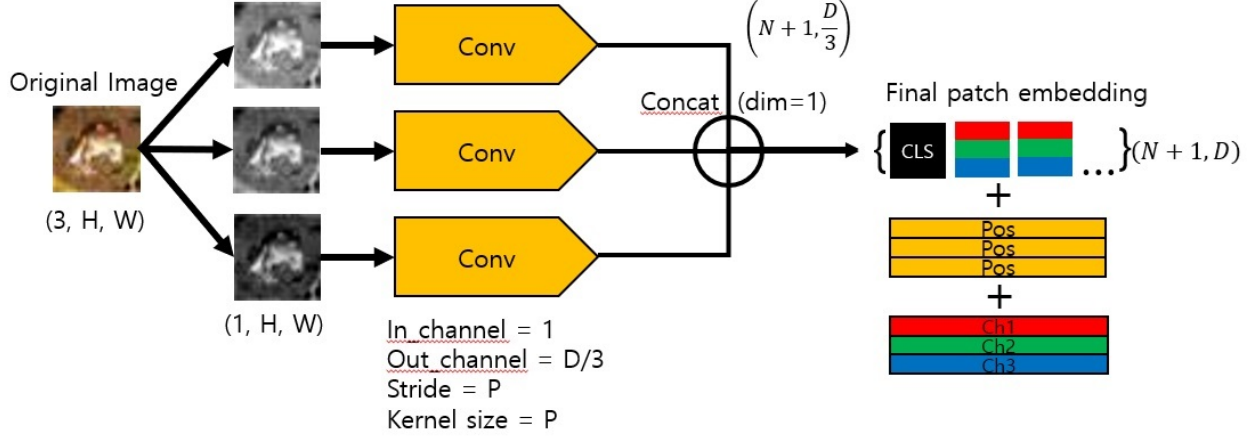 Original Image
(3, H, W)
(1, H, W)
Conv
Conv
Conv
In_channel = 1
Out_channel = D/3
Stride = P
Kernel size = P
(N + 1, D/3)
Concat (dim=1)
Final patch embedding
{ CLS ...} (N + 1, D)
+
Pos
Pos
Pos
+
Ch1
Ch2
Ch3